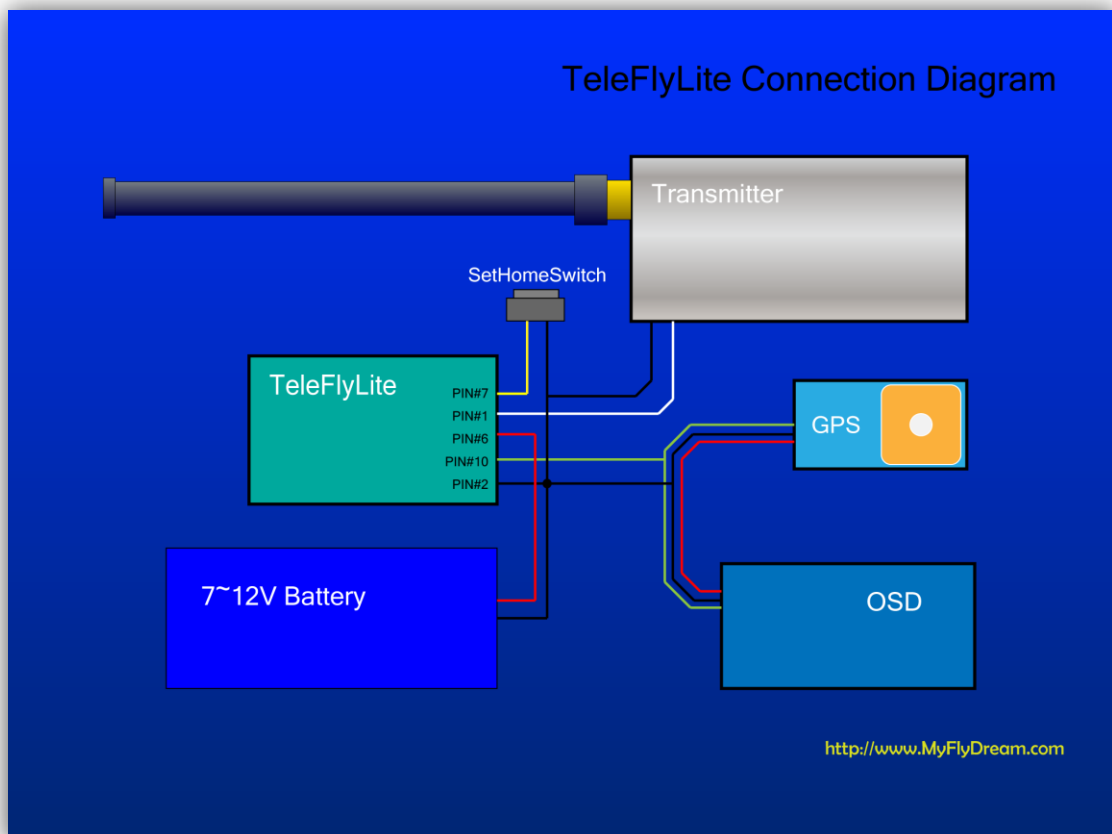 TeleFlyLite Connection Diagram
Transmitter
SetHomeSwitch
TeleFlyLite
PIN#7
PIN#1
PIN#6
PIN#10
PIN#2
GPS
7~12V Battery
OSD
http://www.MyFlyDream.com